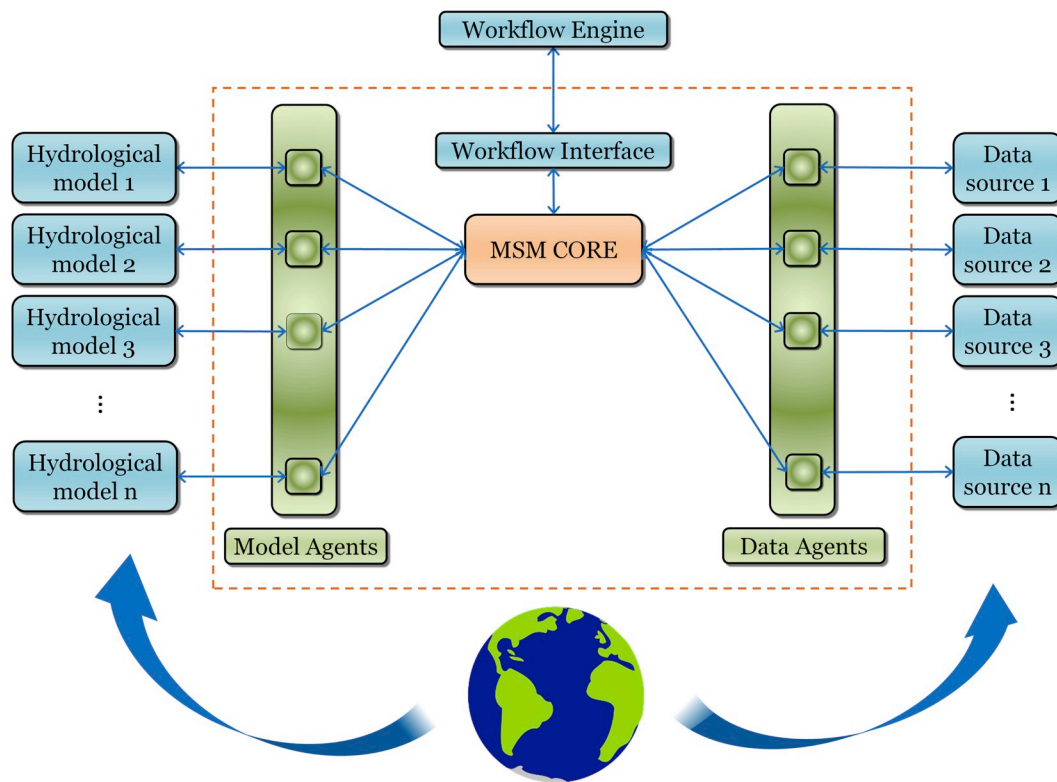 Workflow Engine
Workflow Interface
MSM CORE
Hydrological
model 1
Hydrological
model 2
Hydrological
model 3
...
Hydrological
model n
Model Agents
Data
source 1
Data
source 2
Data
source 3
...
Data
source n
Data Agents